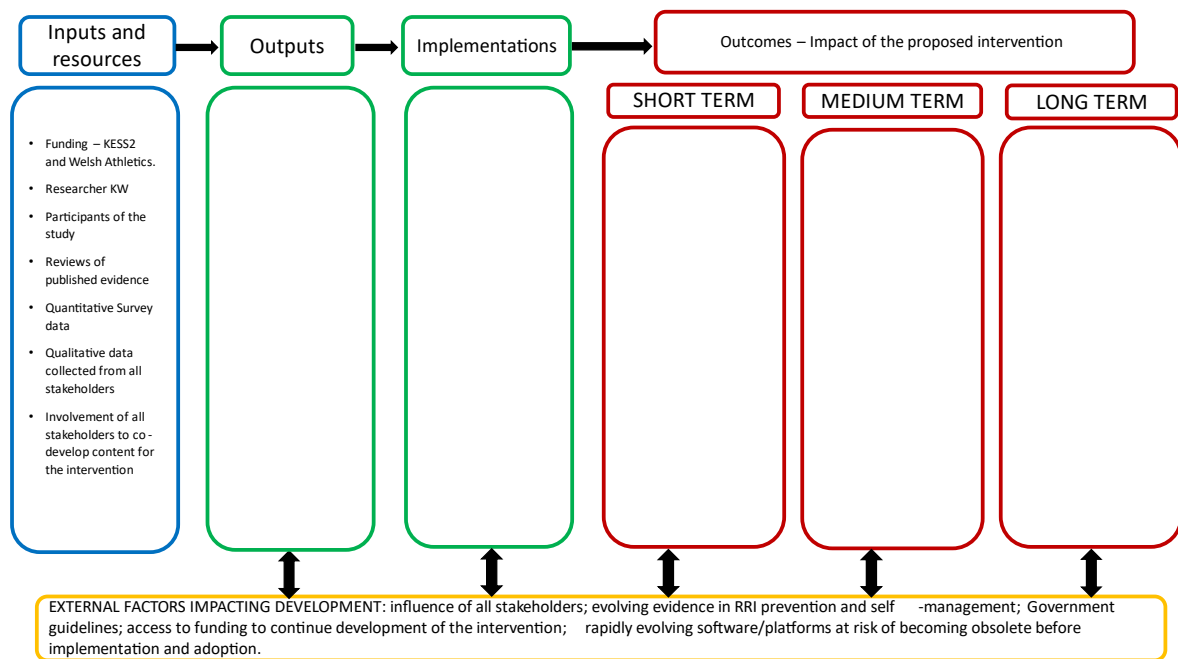 Inputs and
resources
Outputs
Implementations
Outcomes – Impact of the proposed intervention
SHORT TERM
MEDIUM TERM
LONG TERM
• Funding – KESS2
and Welsh Athletics.
• Researcher KW
• Participants of the
study
• Reviews of
published evidence
• Quantitative Survey
data
• Qualitative data
collected from all
stakeholders
• Involvement of all
stakeholders to co -
develop content for
the intervention
EXTERNAL FACTORS IMPACTING DEVELOPMENT: influence of all stakeholders; evolving evidence in RRI prevention and self -management; Government
guidelines; access to funding to continue development of the intervention; rapidly evolving software/platforms at risk of becoming obsolete before
implementation and adoption.